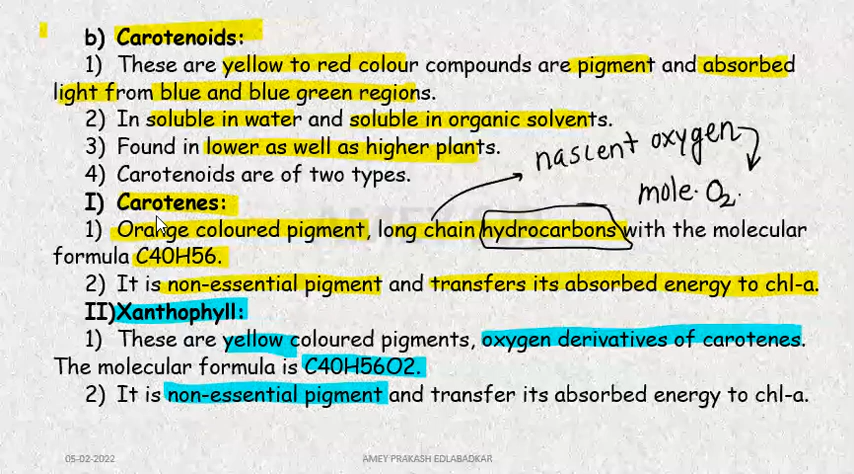 b) Carotenoids:
1) These are yellow to red colour compounds are pigment and absorbed
light from blue and blue green regions.
2) In soluble in water and soluble in organic solvents.
3) Found in lower as well as higher plants.
nascent oxygen
4) Carotenoids are of two types.
mole. O2.
I) Carotenes:
1) Orange coloured pigment, long chain hydrocarbons with the molecular
formula C40H56.
2) It is non-essential pigment and transfers its absorbed energy to chl-a.
II)Xanthophyll:
1) These are yellow coloured pigments, oxygen derivatives of carotenes.
The molecular formula is C40H56O2.
2) It is non-essential pigment and transfer its absorbed energy to chl-a.
05-02-2022 AMEY PRAKASH EDLABADKAR